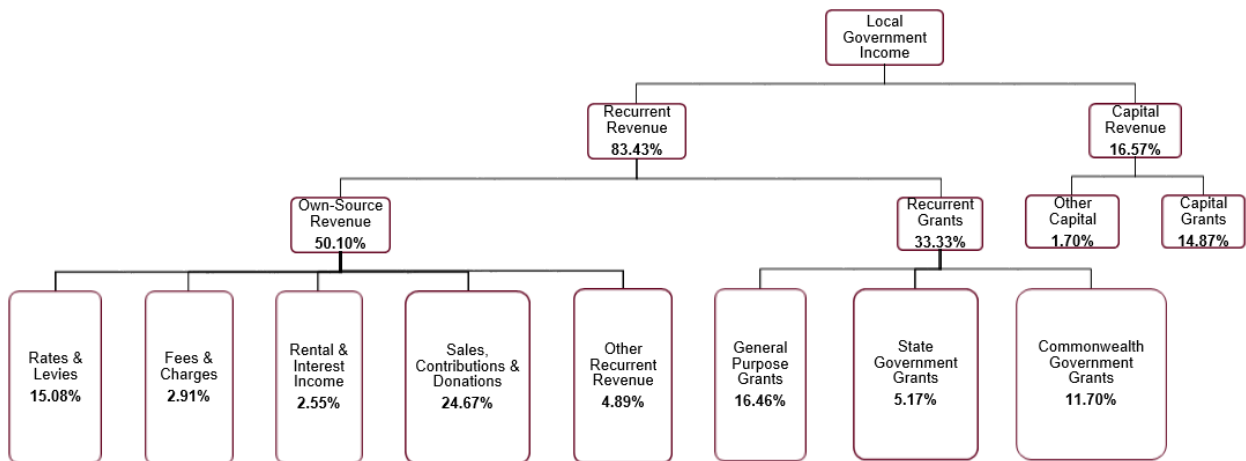 Local
Government
Income
Recurrent
Revenue
83.43%
Capital
Revenue
16.57%
Own-Source
Revenue
50.10%
Recurrent
Grants
33.33%
Other
Capital
1.70%
Capital
Grants
14.87%
Rates &
Levies
15.08%
Fees &
Charges
2.91%
Rental &
Interest
Income
2.55%
Sales,
Contributions &
Donations
24.67%
Other
Recurrent
Revenue
4.89%
General
Purpose
Grants
16.46%
State
Government
Grants
5.17%
Commonwealth
Government
Grants
11.70%